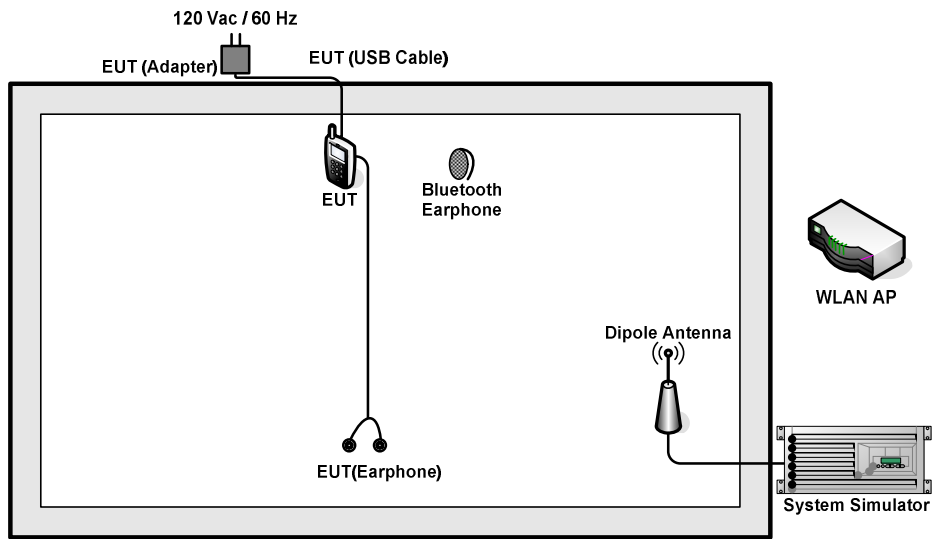 120 Vac / 60 Hz
EUT (Adapter)
EUT (USB Cable)
EUT
Bluetooth
Earphone
WLAN AP
Dipole Antenna
EUT(Earphone)
System Simulator